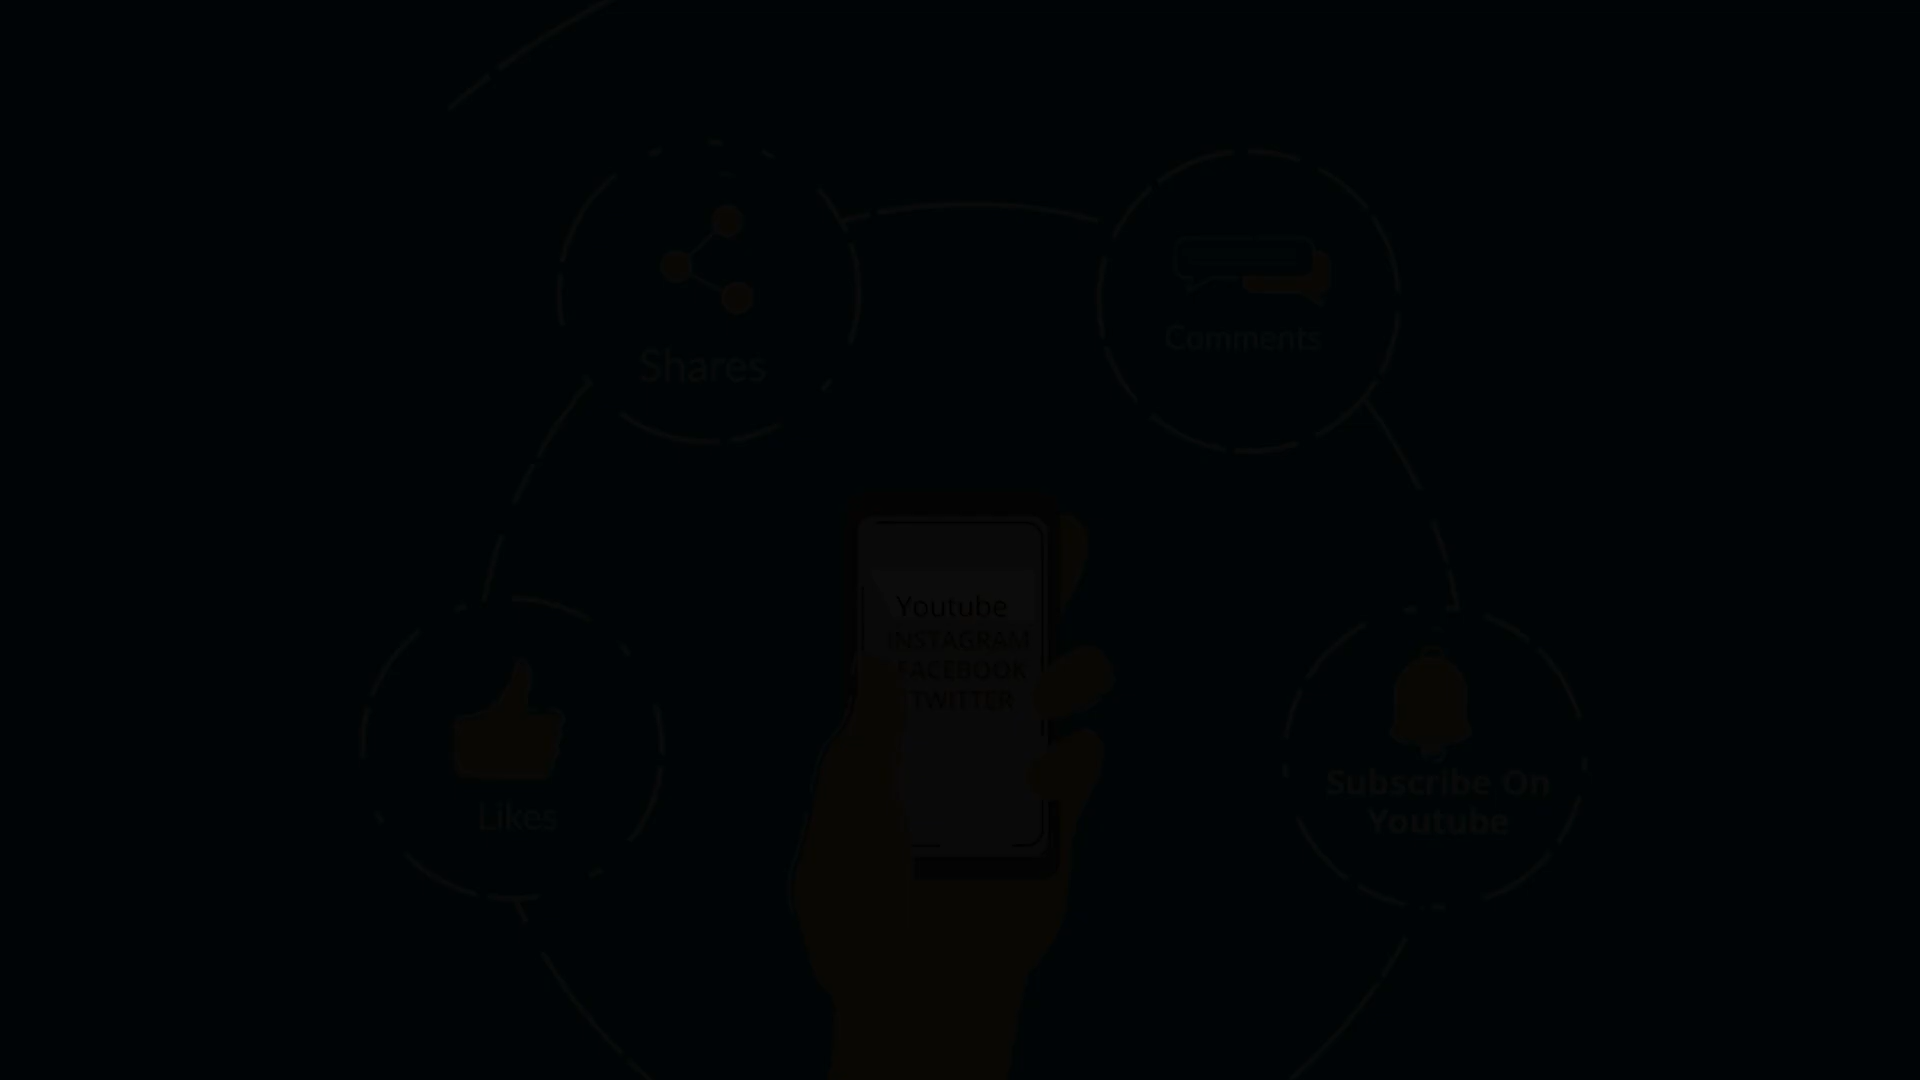 Shares
Comments
Youtube
INSTAGRAM
FACEBOOK
TWITTER
Likes
Subscribe On
Youtube